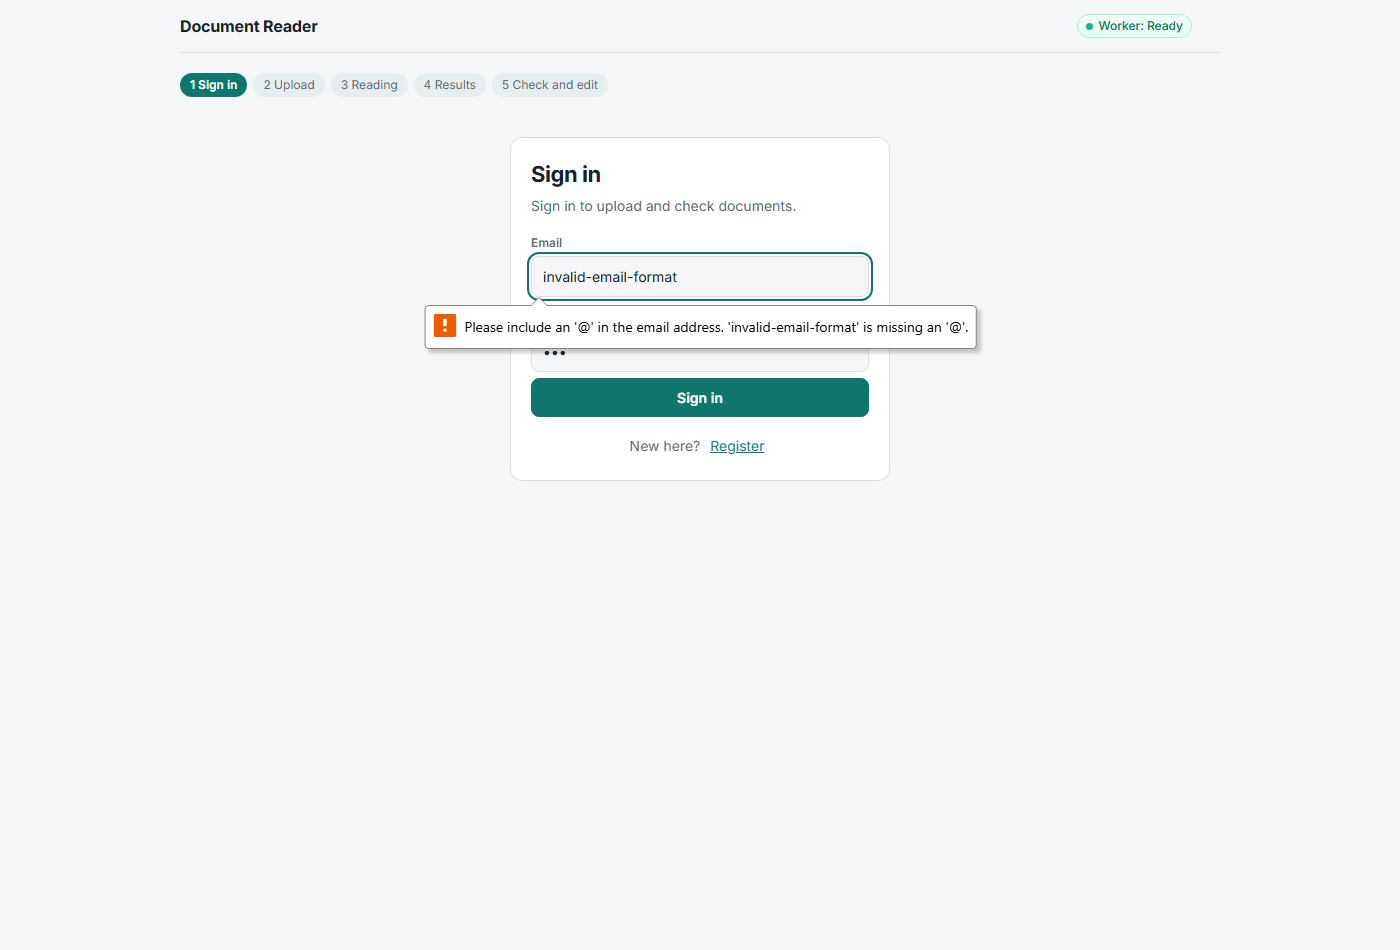 Document Reader
Worker: Ready
1 Sign in
2 Upload
3 Reading
4 Results
5 Check and edit
Sign in
Sign in to upload and check documents.
Email
invalid-email-format
Please include an '@' in the email address. 'invalid-email-format' is missing an '@'.
•••
Sign in
New here? Register